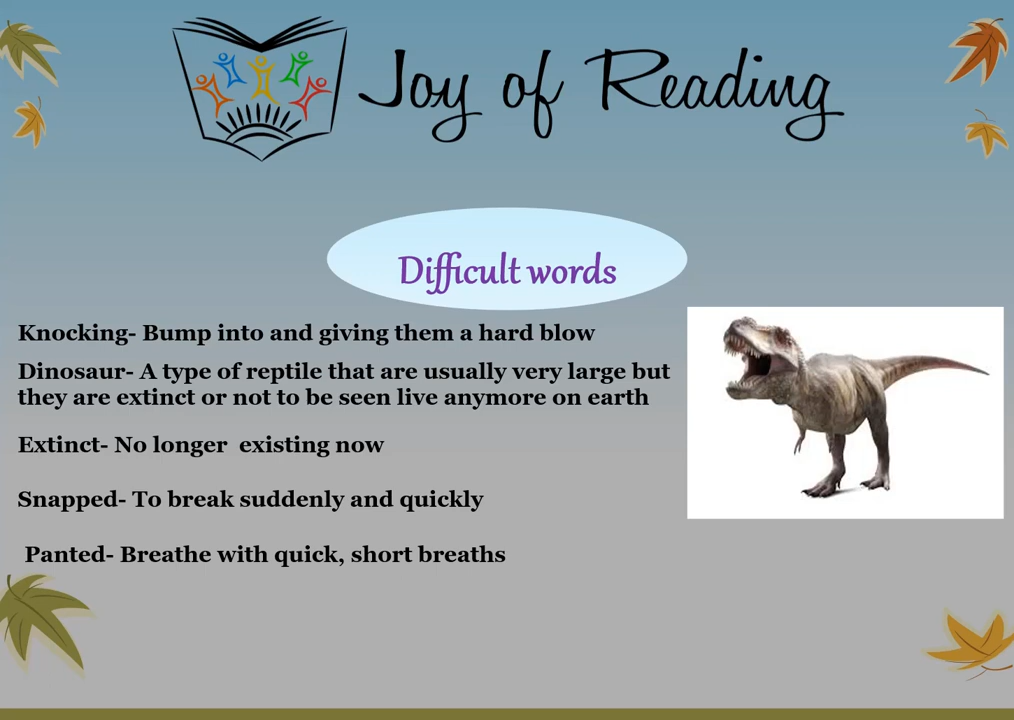 Joy of Reading
Difficult words
Knocking- Bump into and giving them a hard blow
Dinosaur- A type of reptile that are usually very large but
they are extinct or not to be seen live anymore on earth
Extinct- No longer  existing now
Snapped- To break suddenly and quickly
Panted- Breathe with quick, short breaths